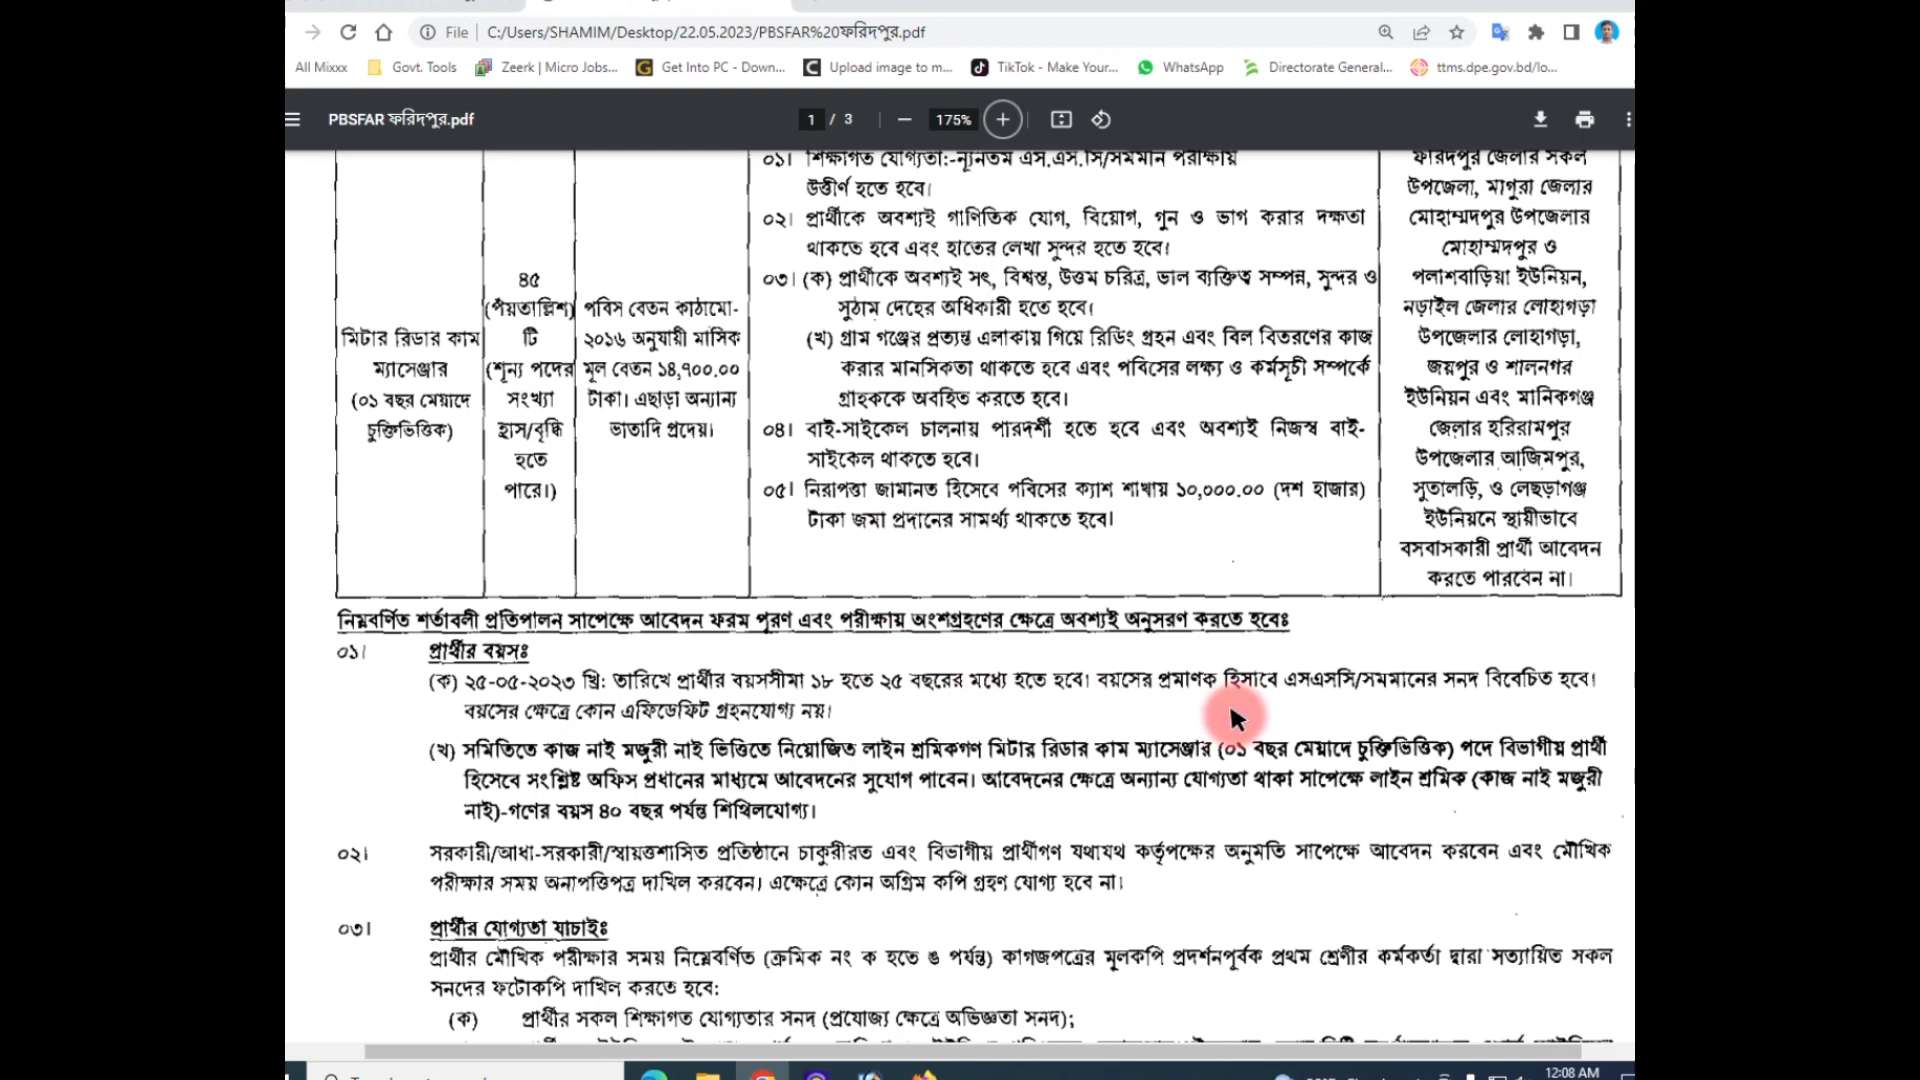 File C:/Users/SHAMIM/Desktop/22.05.2023/PBSFAR%20ফরিদপুর.pdf
All Mixxx Govt. Tools Zeerk | Micro Jobs... Get Into PC - Down... Upload image to m... TikTok - Make Your... WhatsApp Directorate General... ttms.dpe.gov.bd/lo...
PBSFAR ফরিদপুর.pdf 1 / 3 175%
মিটার রিডার কাম
ম্যাসেঞ্জার
(০১ বছর মেয়াদে
চুক্তিভিত্তিক)
৪৫
(পঁয়তাল্লিশ)
টি
(শূন্য পদের
সংখ্যা
হ্রাস/বৃদ্ধি
হতে
পারে।)
পবিস বেতন কাঠামো-
২০১৬ অনুযায়ী মাসিক
মূল বেতন ১৪,৭০০.০০
টাকা। এছাড়া অন্যান্য
ভাতাদি প্রদেয়।
০১। শিক্ষাগত যোগ্যতা:-ন্যূনতম এস.এস.সি/সমমান পরীক্ষায়
উত্তীর্ণ হতে হবে।
০২। প্রার্থীকে অবশ্যই গাণিতিক যোগ, বিয়োগ, গুন ও ভাগ করার দক্ষতা
থাকতে হবে এবং হাতের লেখা সুন্দর হতে হবে।
০৩। (ক) প্রার্থীকে অবশ্যই সৎ, বিশ্বস্ত, উত্তম চরিত্র, ভাল ব্যক্তিত্ব সম্পন্ন, সুন্দর ও
সুঠাম দেহের অধিকারী হতে হবে।
(খ) গ্রাম গঞ্জের প্রত্যন্ত এলাকায় গিয়ে রিডিং গ্রহন এবং বিল বিতরণের কাজ
করার মানসিকতা থাকতে হবে এবং পবিসের লক্ষ্য ও কর্মসূচী সম্পর্কে
গ্রাহককে অবহিত করতে হবে।
০৪। বাই-সাইকেল চালনায় পারদর্শী হতে হবে এবং অবশ্যই নিজস্ব বাই-
সাইকেল থাকতে হবে।
০৫। নিরাপত্তা জামানত হিসেবে পবিসের ক্যাশ শাখায় ১০,০০০.০০ (দশ হাজার)
টাকা জমা প্রদানের সামর্থ্য থাকতে হবে।
ফরিদপুর জেলার সকল
উপজেলা, মাগুরা জেলার
মোহাম্মদপুর উপজেলার
মোহাম্মদপুর ও
পলাশবাড়িয়া ইউনিয়ন,
নড়াইল জেলার লোহাগড়া
উপজেলার লোহাগড়া,
জয়পুর ও শালনগর
ইউনিয়ন এবং মানিকগঞ্জ
জেলার হরিরামপুর
উপজেলার আজিমপুর,
সুতালড়ি, ও লেছড়াগঞ্জ
ইউনিয়নে স্থায়ীভাবে
বসবাসকারী প্রার্থী আবেদন
করতে পারবেন না।
নিম্নবর্ণিত শর্তাবলী প্রতিপালন সাপেক্ষে আবেদন ফরম পূরণ এবং পরীক্ষায় অংশগ্রহণের ক্ষেত্রে অবশ্যই অনুসরণ করতে হবেঃ
০১। প্রার্থীর বয়সঃ
(ক) ২৫-০৫-২০২৩ খ্রি: তারিখে প্রার্থীর বয়সসীমা ১৮ হতে ২৫ বছরের মধ্যে হতে হবে। বয়সের প্রমাণক হিসাবে এসএসসি/সমমানের সনদ বিবেচিত হবে।
বয়সের ক্ষেত্রে কোন এফিডেফিট গ্রহনযোগ্য নয়।
(খ) সমিতিতে কাজ নাই মজুরী নাই ভিত্তিতে নিয়োজিত লাইন শ্রমিকগণ মিটার রিডার কাম ম্যাসেঞ্জার (০১ বছর মেয়াদে চুক্তিভিত্তিক) পদে বিভাগীয় প্রার্থী
হিসেবে সংশ্লিষ্ট অফিস প্রধানের মাধ্যমে আবেদনের সুযোগ পাবেন। আবেদনের ক্ষেত্রে অন্যান্য যোগ্যতা থাকা সাপেক্ষে লাইন শ্রমিক (কাজ নাই মজুরী
নাই)-গণের বয়স ৪০ বছর পর্যন্ত শিথিলযোগ্য।
০২। সরকারী/আধা-সরকারী/স্বায়ত্তশাসিত প্রতিষ্ঠানে চাকুরীরত এবং বিভাগীয় প্রার্থীগণ যথাযথ কর্তৃপক্ষের অনুমতি সাপেক্ষে আবেদন করবেন এবং মৌখিক
পরীক্ষার সময় অনাপত্তিপত্র দাখিল করবেন। এক্ষেত্রে কোন অগ্রিম কপি গ্রহণ যোগ্য হবে না।
০৩। প্রার্থীর যোগ্যতা যাচাইঃ
প্রার্থীর মৌখিক পরীক্ষার সময় নিম্নেবর্ণিত (ক্রমিক নং ক হতে ঙ পর্যন্ত) কাগজপত্রের মূলকপি প্রদর্শনপূর্বক প্রথম শ্রেণীর কর্মকর্তা দ্বারা সত্যায়িত সকল
সনদের ফটোকপি দাখিল করতে হবে:
(ক) প্রার্থীর সকল শিক্ষাগত যোগ্যতার সনদ (প্রযোজ্য ক্ষেত্রে অভিজ্ঞতা সনদ);
12:08 AM